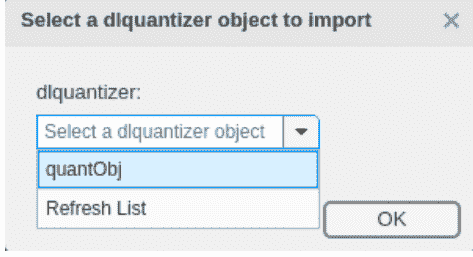 Select a dlquantizer object to import
dlquantizer:
Select a dlquantizer object
quantObj
Refresh List
OK